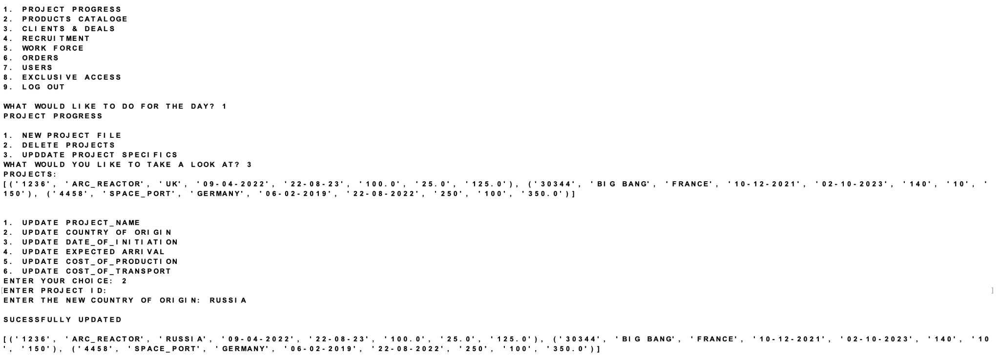 1. PROJECT PROGRESS
2. PRODUCTS CATALOGE
3. CLIENTS & DEALS
4. RECRUITMENT
5. WORK FORCE
6. ORDERS
7. USERS
8. EXCLUSIVE ACCESS
9. LOG OUT
WHAT WOULD LIKE TO DO FOR THE DAY? 1
PROJECT PROGRESS
1. NEW PROJECT FILE
2. DELETE PROJECTS
3. UPDDATE PROJECT SPECIFICS
WHAT WOULD YOU LIKE TO TAKE A LOOK AT? 3
PROJECTS:
[('1236', 'ARC_REACTOR', 'UK', '09-04-2022', '22-08-23', '100.0', '25.0', '125.0'), ('30344', 'BIG BANG', 'FRANCE', '10-12-2021', '02-10-2023', '140', '10', '
150'), ('4458', 'SPACE_PORT', 'GERMANY', '06-02-2019', '22-08-2022', '250', '100', '350.0')]
1. UPDATE PROJECT_NAME
2. UPDATE COUNTRY OF ORIGIN
3. UPDATE DATE_OF_INITIATION
4. UPDATE EXPECTED ARRIVAL
5. UPDATE COST_OF_PRODUCTION
6. UPDATE COST_OF_TRANSPORT
ENTER YOUR CHOICE: 2
[ENTER PROJECT ID: ]
ENTER THE NEW COUNTRY OF ORIGIN: RUSSIA
SUCESSFULLY UPDATED
[('1236', 'ARC_REACTOR', 'RUSSIA', '09-04-2022', '22-08-23', '100.0', '25.0', '125.0'), ('30344', 'BIG BANG', 'FRANCE', '10-12-2021', '02-10-2023', '140', '10
', '150'), ('4458', 'SPACE_PORT', 'GERMANY', '06-02-2019', '22-08-2022', '250', '100', '350.0')]